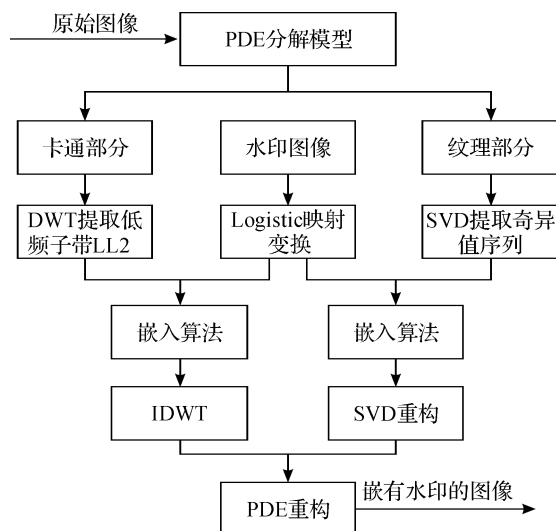 原始图像
PDE分解模型
卡通部分
水印图像
纹理部分
DWT提取低
频子带LL2
Logistic映射
变换
SVD提取奇异
值序列
嵌入算法
嵌入算法
IDWT
SVD重构
PDE重构
嵌有水印的图像